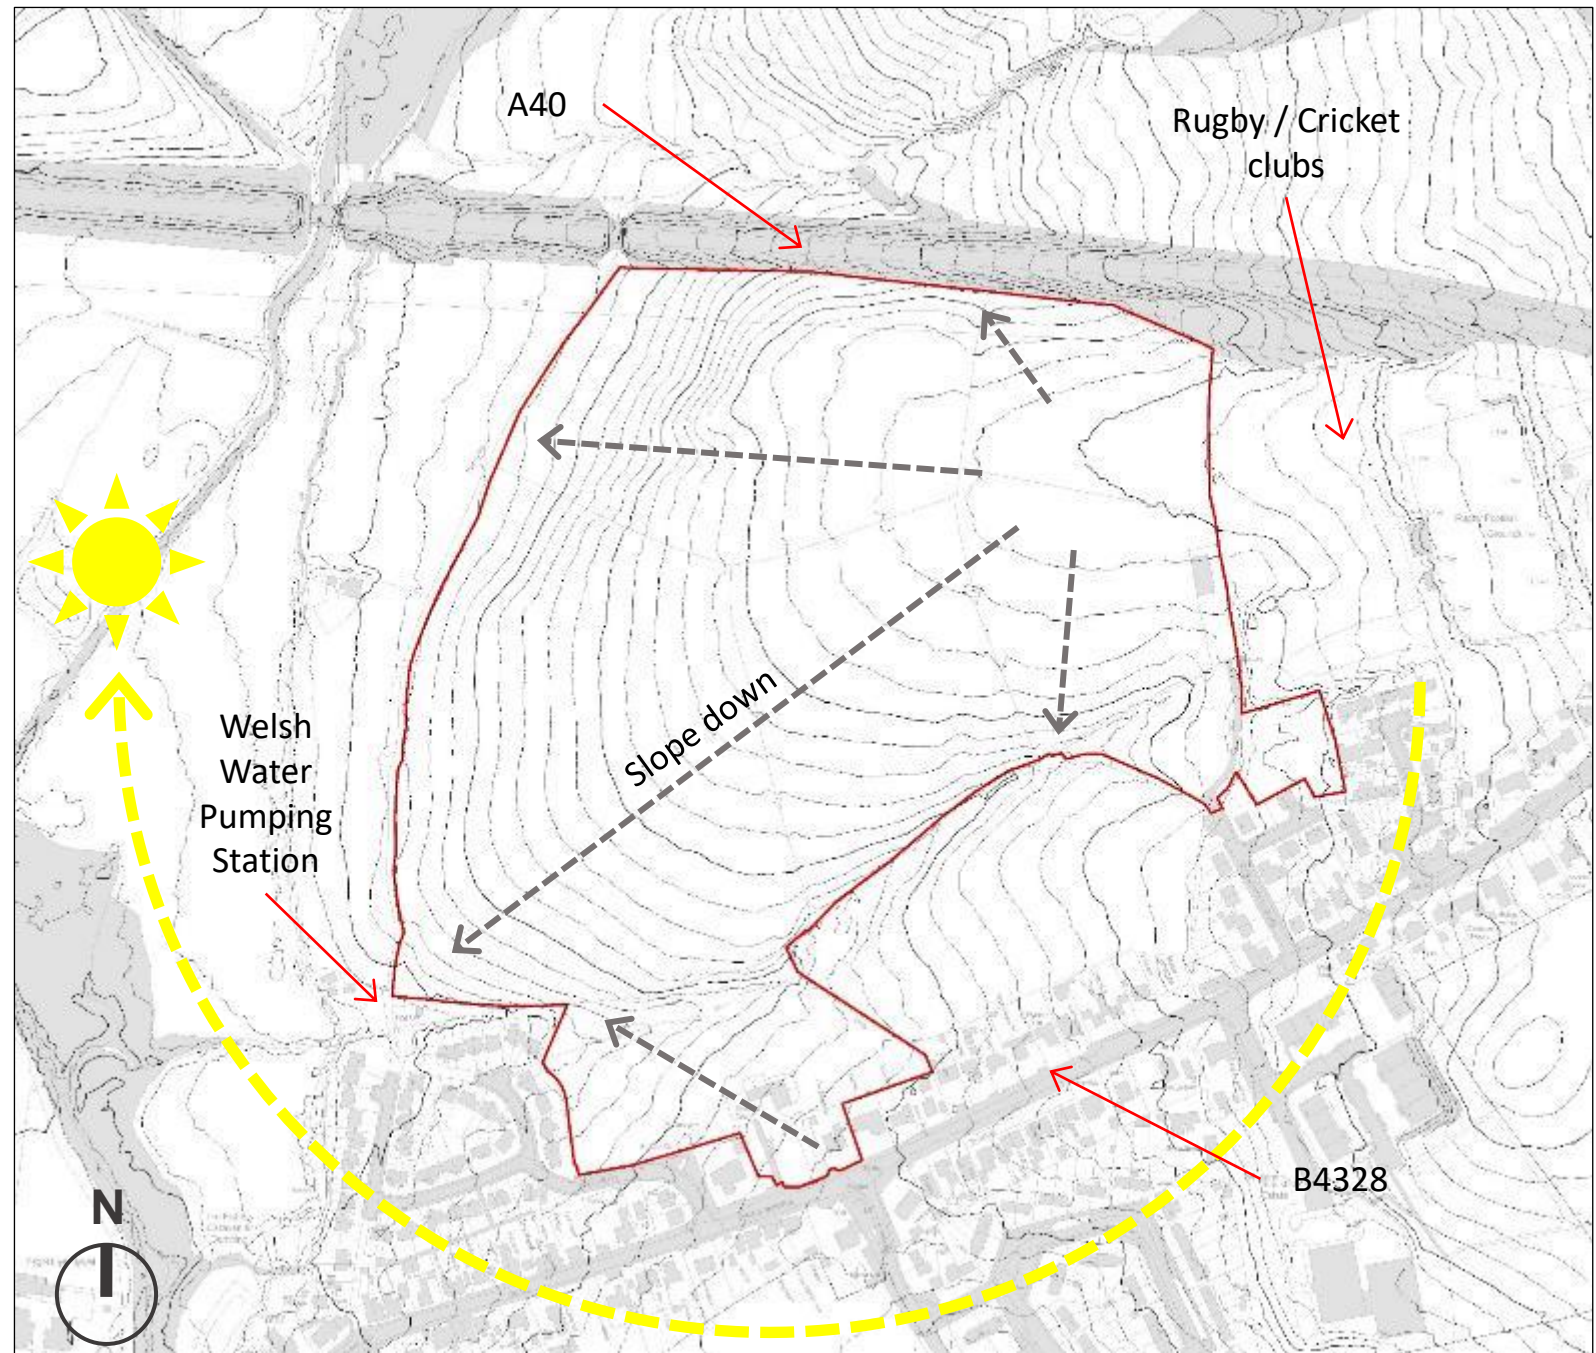 A40
Rugby / Cricket
clubs
Slope down
Welsh
Water
Pumping
Station
B4328
N